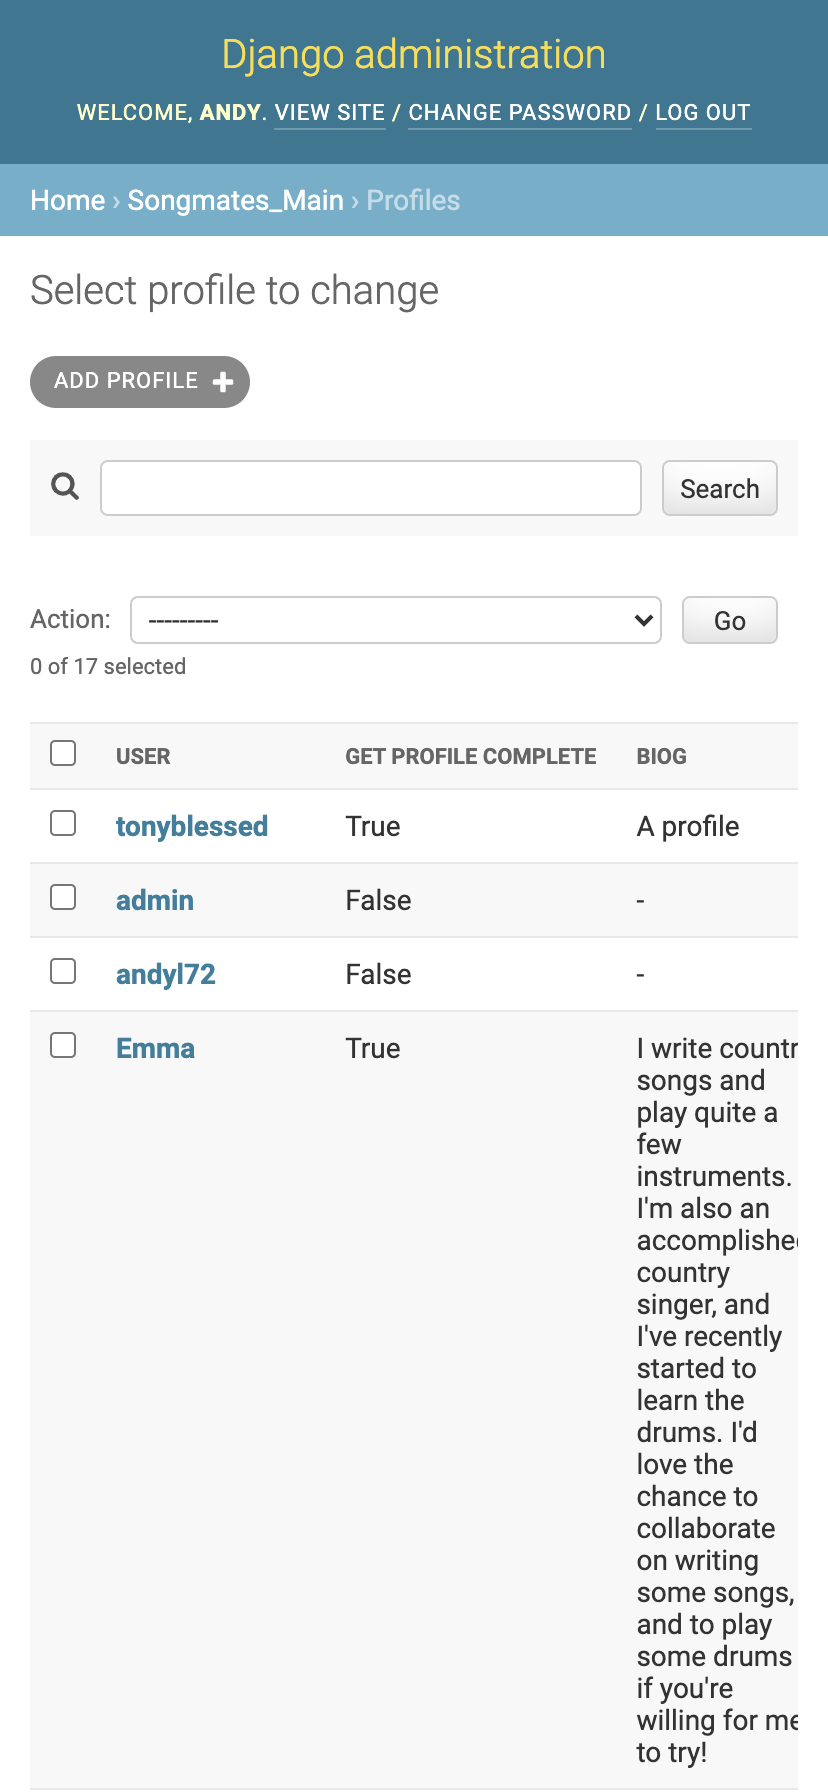 Django administration
WELCOME, ANDY. VIEW SITE / CHANGE PASSWORD / LOG OUT
Home › Songmates_Main › Profiles
Select profile to change
ADD PROFILE +
Search
Action: --------- Go
0 of 17 selected
USER GET PROFILE COMPLETE BIOG
tonyblessed True A profile
admin False -
andyl72 False -
Emma True I write countr
songs and
play quite a
few
instruments.
I'm also an
accomplishe
country
singer, and
I've recently
started to
learn the
drums. I'd
love the
chance to
collaborate
on writing
some songs,
and to play
some drums
if you're
willing for me
to try!